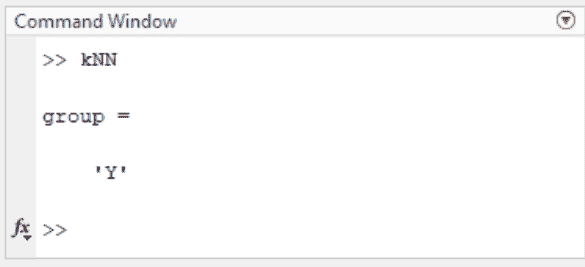 Command Window
>> kNN
group =
'Y'
fx >>